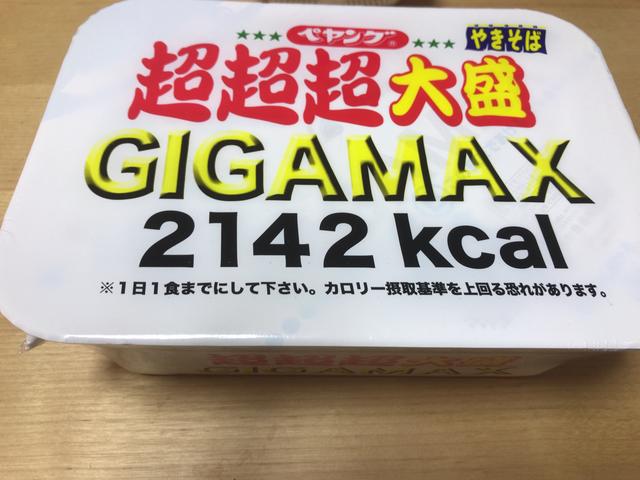 ★★★ ペヤング® ★★★ やきそば
超超超大盛
GIGAMAX
2142 kcal
※1日1食までにして下さい。カロリー摂取基準を上回る恐れがあります。
超超超大盛
GIGAMAX